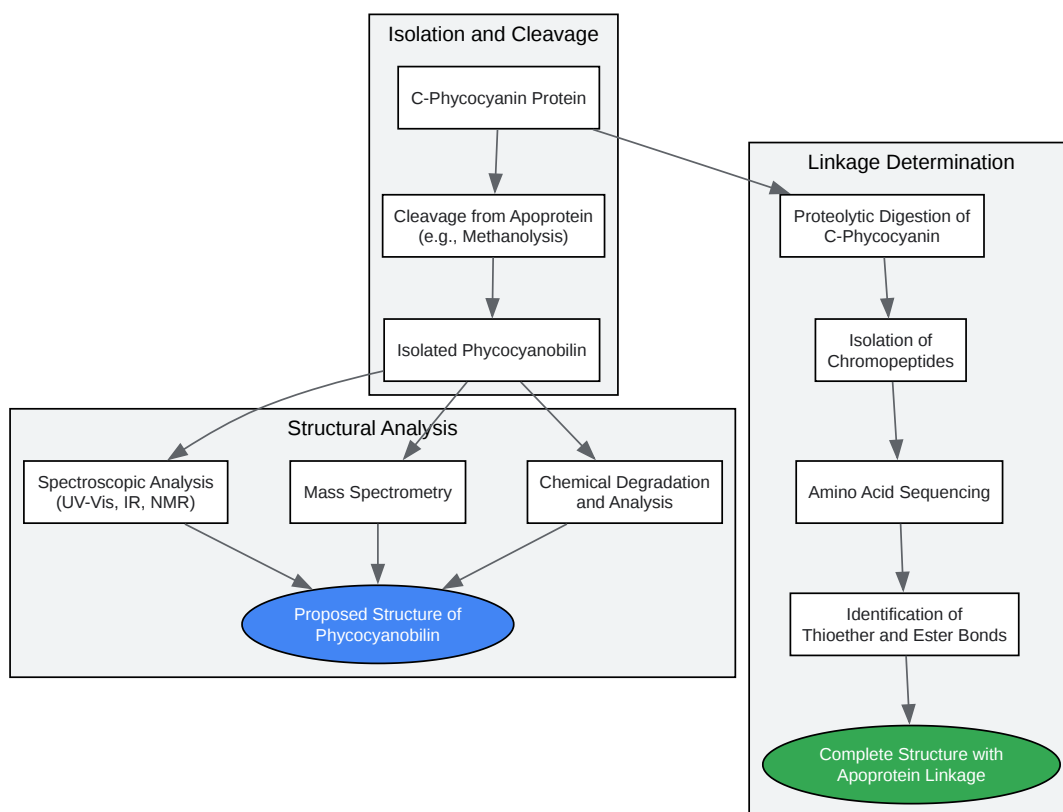 Isolation and Cleavage
C-Phycocyanin Protein
Cleavage from Apoprotein
(e.g., Methanolysis)
Isolated Phycocyanobilin
Structural Analysis
Spectroscopic Analysis
(UV-Vis, IR, NMR)
Mass Spectrometry
Chemical Degradation
and Analysis
Proposed Structure of
Phycocyanobilin
Linkage Determination
Proteolytic Digestion of
C-Phycocyanin
Isolation of
Chromopeptides
Amino Acid Sequencing
Identification of
Thioether and Ester Bonds
Complete Structure with
Apoprotein Linkage